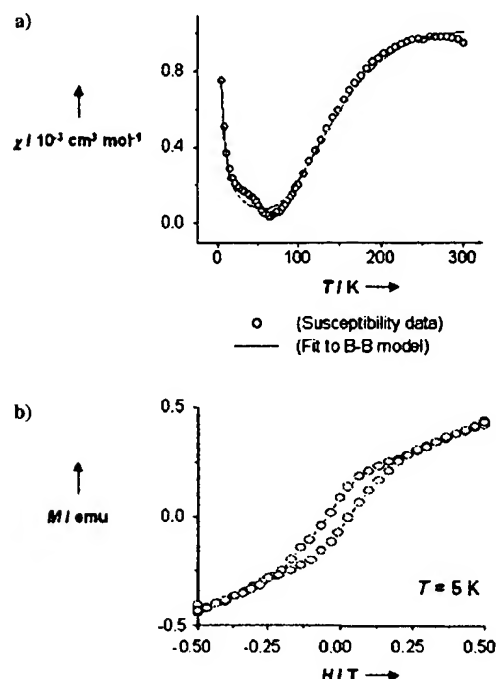 a)
χ / 10⁻³ cm³ mol⁻¹
0.8
0.4
0.0
0
100
200
300
T / K
(Susceptibility data)
(Fit to B-B model)
b)
M / emu
0.5
0.0
-0.5
T = 5 K
-0.50
-0.25
0.00
0.25
0.50
H / T